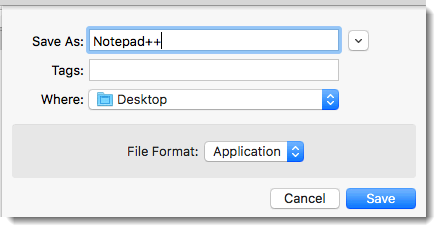 Save As: Notepad++
Tags:
Where: Desktop
File Format: Application
Cancel Save